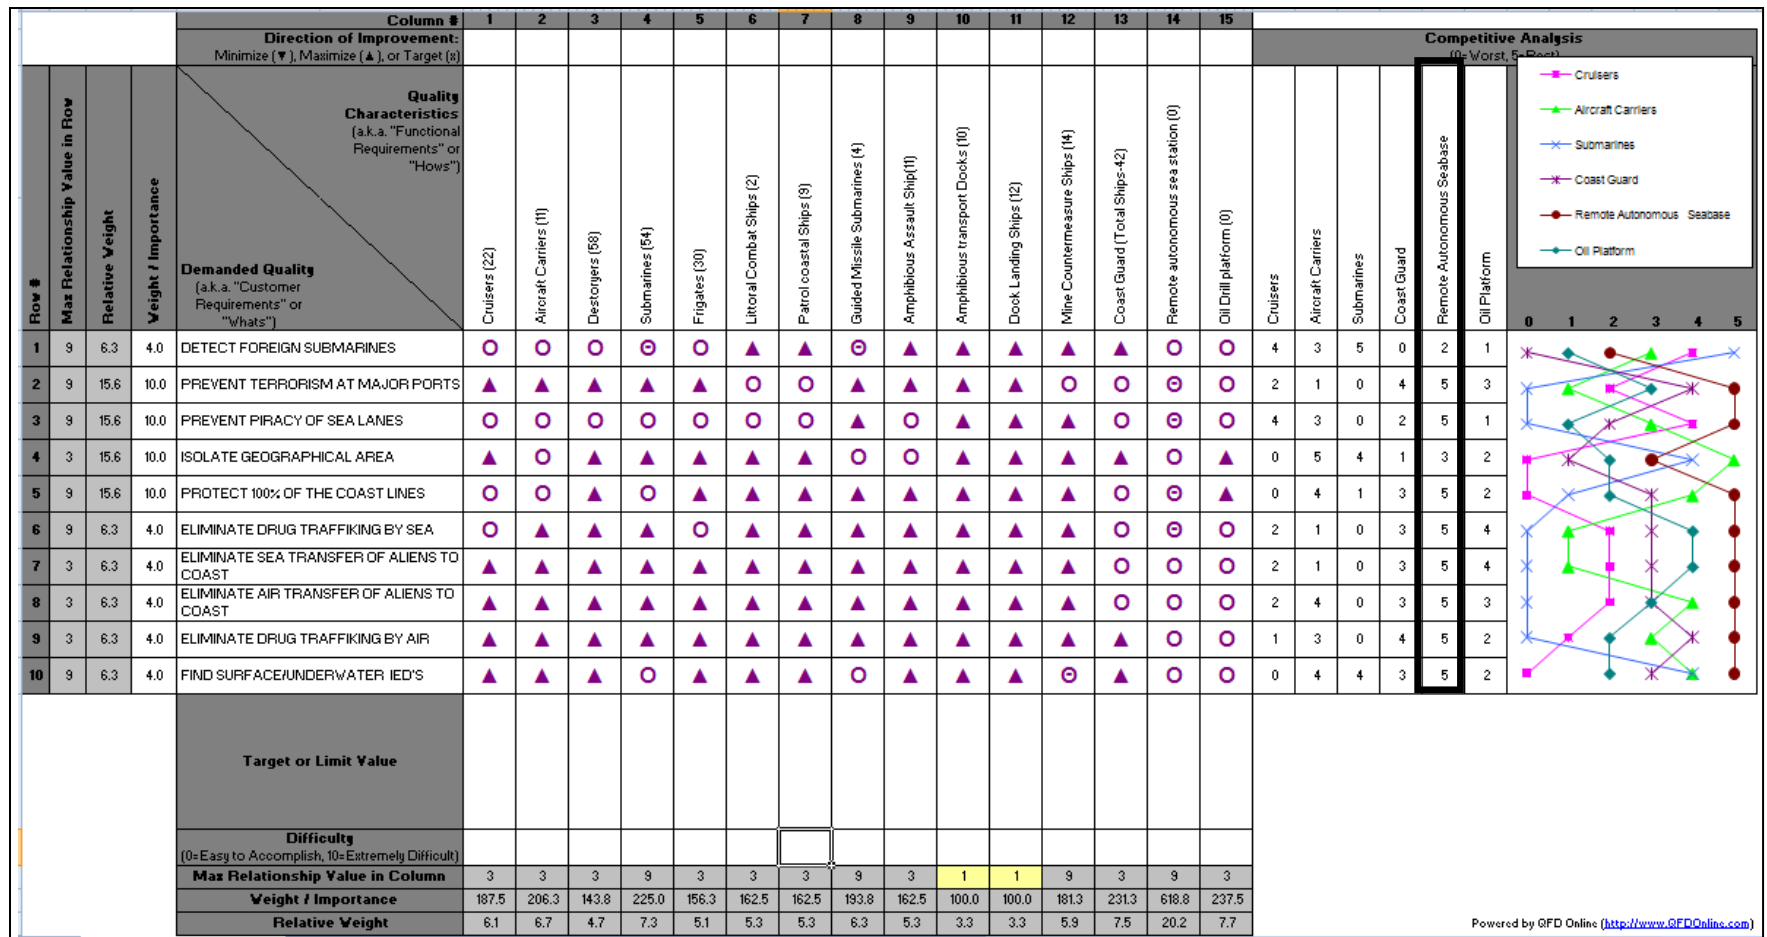 Column # 1 2 3 4 5 6 7 8 9 10 11 12 13 14 15
Direction of Improvement:
Minimize (▼), Maximize (▲), or Target (x)
Competitive Analysis
(0=Worst, 5=Best)
Row #
Max Relationship Value in Row
Relative Weight
Weight / Importance
Quality
Characteristics
(a.k.a. "Functional
Requirements" or
"Hows")
Demanded Quality
(a.k.a. "Customer
Requirements" or
"Whats")
Cruisers (22)
Aircraft Carriers (11)
Destorgers (58)
Submarines (54)
Frigates (30)
Littoral Combat Ships (2)
Patrol coastal Ships (9)
Guided Missile Submarines (4)
Amphibious Assault Ship(11)
Amphibious transport Docks (10)
Dock Landing Ships (12)
Mine Countermeasure Ships (14)
Coast Guard (Total Ships-42)
Remote autonomous sea station (0)
Oil Drill platform (0)
Cruisers
Aircraft Carriers
Submarines
Coast Guard
Remote Autonomous Seabase
Oil Platform
Cruisers
Aircraft Carriers
Submarines
Coast Guard
Remote Autonomous Seabase
Oil Platform
0 1 2 3 4 5
1 9 6.3 4.0 DETECT FOREIGN SUBMARINES O O O Θ O ▲ ▲ Θ ▲ ▲ ▲ ▲ ▲ O O 4 3 5 0 2 1
2 9 15.6 10.0 PREVENT TERRORISM AT MAJOR PORTS ▲ ▲ ▲ ▲ ▲ O O ▲ ▲ ▲ ▲ O O Θ O 2 1 0 4 5 3
3 9 15.6 10.0 PREVENT PIRACY OF SEA LANES O O O O O O O ▲ O ▲ ▲ ▲ O Θ O 4 3 0 2 5 1
4 3 15.6 10.0 ISOLATE GEOGRAPHICAL AREA ▲ O ▲ ▲ ▲ ▲ ▲ O O ▲ ▲ ▲ ▲ O ▲ 0 5 4 1 3 2
5 9 15.6 10.0 PROTECT 100% OF THE COAST LINES O O ▲ O ▲ ▲ ▲ ▲ ▲ ▲ ▲ ▲ O Θ ▲ 0 4 1 3 5 2
6 9 6.3 4.0 ELIMINATE DRUG TRAFFIKING BY SEA O ▲ ▲ ▲ O ▲ ▲ ▲ ▲ ▲ ▲ ▲ O Θ O 2 1 0 3 5 4
7 3 6.3 4.0 ELIMINATE SEA TRANSFER OF ALIENS TO
COAST ▲ ▲ ▲ ▲ ▲ ▲ ▲ ▲ ▲ ▲ ▲ ▲ O O O 2 1 0 3 5 4
8 3 6.3 4.0 ELIMINATE AIR TRANSFER OF ALIENS TO
COAST ▲ ▲ ▲ ▲ ▲ ▲ ▲ ▲ ▲ ▲ ▲ ▲ O O O 2 4 0 3 5 3
9 3 6.3 4.0 ELIMINATE DRUG TRAFFIKING BY AIR ▲ ▲ ▲ ▲ ▲ ▲ ▲ ▲ ▲ ▲ ▲ ▲ ▲ O O 1 3 0 4 5 2
10 9 6.3 4.0 FIND SURFACE/UNDERWATER IED'S ▲ ▲ ▲ O ▲ ▲ ▲ O ▲ ▲ ▲ Θ ▲ O O 0 4 4 3 5 2
Target or Limit Value
Difficulty
(0=Easy to Accomplish, 10=Extremely Difficult)
Max Relationship Value in Column 3 3 3 9 3 3 3 9 3 1 1 9 3 9 3
Weight / Importance 187.5 206.3 143.8 225.0 156.3 162.5 162.5 193.8 162.5 100.0 100.0 181.3 231.3 618.8 237.5
Relative Weight 6.1 6.7 4.7 7.3 5.1 5.3 5.3 6.3 5.3 3.3 3.3 5.9 7.5 20.2 7.7
Powered by QFD Online (http://www.QFDOnline.com)